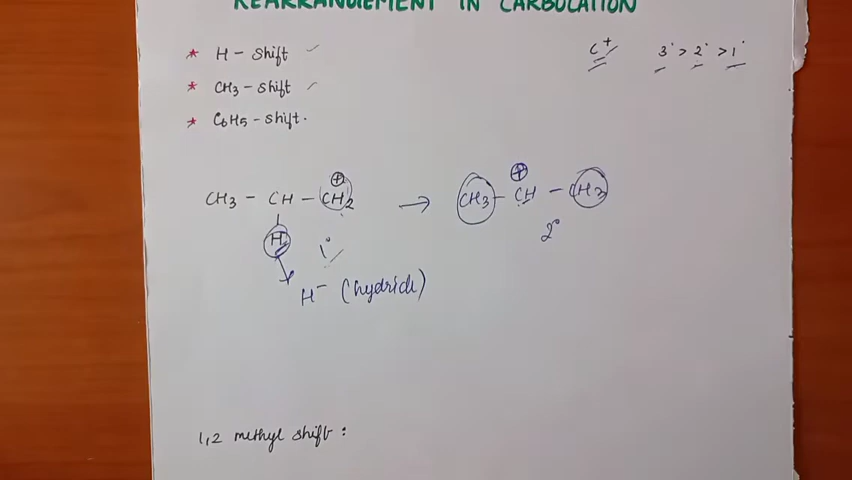 REARRANGEMENT IN CARBOCATION
* H - shift
C+ 3° > 2° > 1°
* CH3 - shift
* C6H5 - shift.
CH3 - CH - CH2 + → CH3 - CH + - CH3
H
1° 2°
H− (hydride)
1,2 methyl shift :